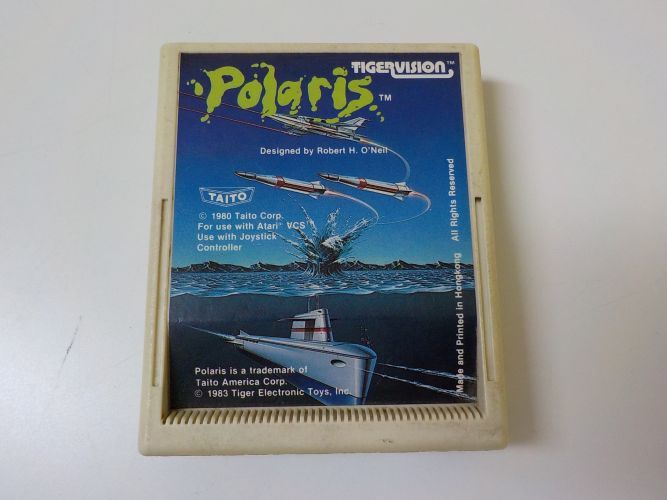 TIGERVISION™
Polaris™
Designed by Robert H. O'Neil
TAITO
© 1980 Taito Corp.
For use with Atari® VCS™
Use with Joystick
Controller
Made and Printed in Hongkong All Rights Reserved
Polaris is a trademark of
Taito America Corp.
© 1983 Tiger Electronic Toys, Inc.